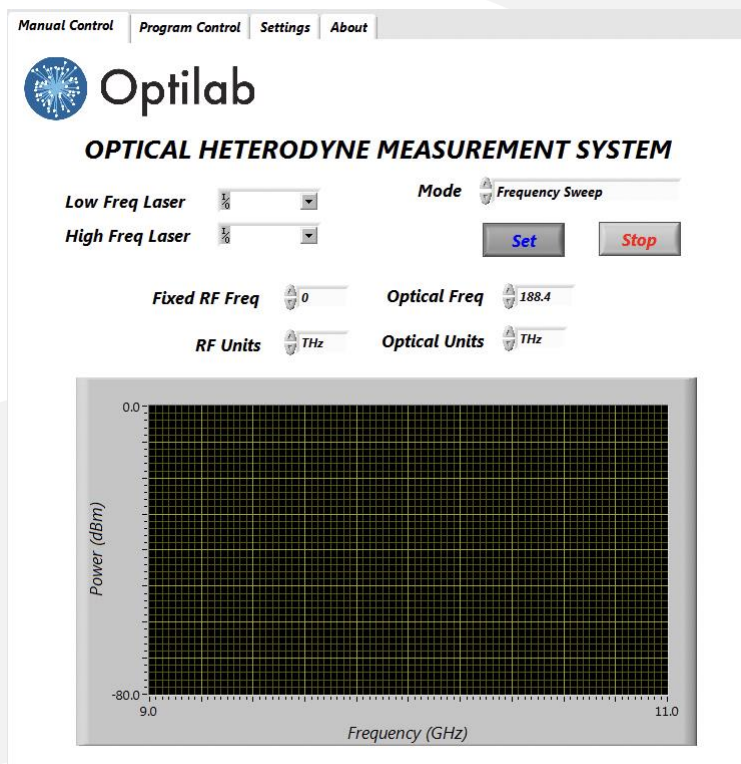 Manual Control Program Control Settings About
Optilab
OPTICAL HETERODYNE MEASUREMENT SYSTEM
Low Freq Laser
Mode Frequency Sweep
High Freq Laser
Set Stop
Fixed RF Freq 0 Optical Freq 188.4
RF Units THz Optical Units THz
0.0
Power (dBm)
-80.0
9.0 11.0
Frequency (GHz)